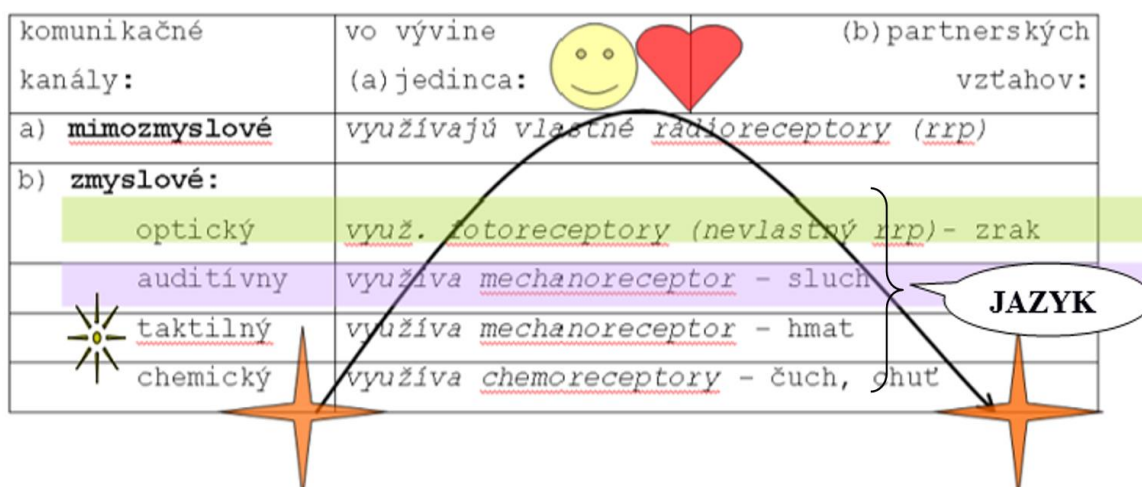 komunikačné vo vývine (b)partnerských
kanály: (a)jedinca: vzťahov:
a) mimozmyslové využívajú vlastné rádioreceptory (rrp)
b) zmyslové:
optický využ. fotoreceptory (nevlastný rrp)- zrak
auditívny využíva mechanoreceptor – sluch
JAZYK
taktilný využíva mechanoreceptor – hmat
chemický využíva chemoreceptory – čuch, chuť